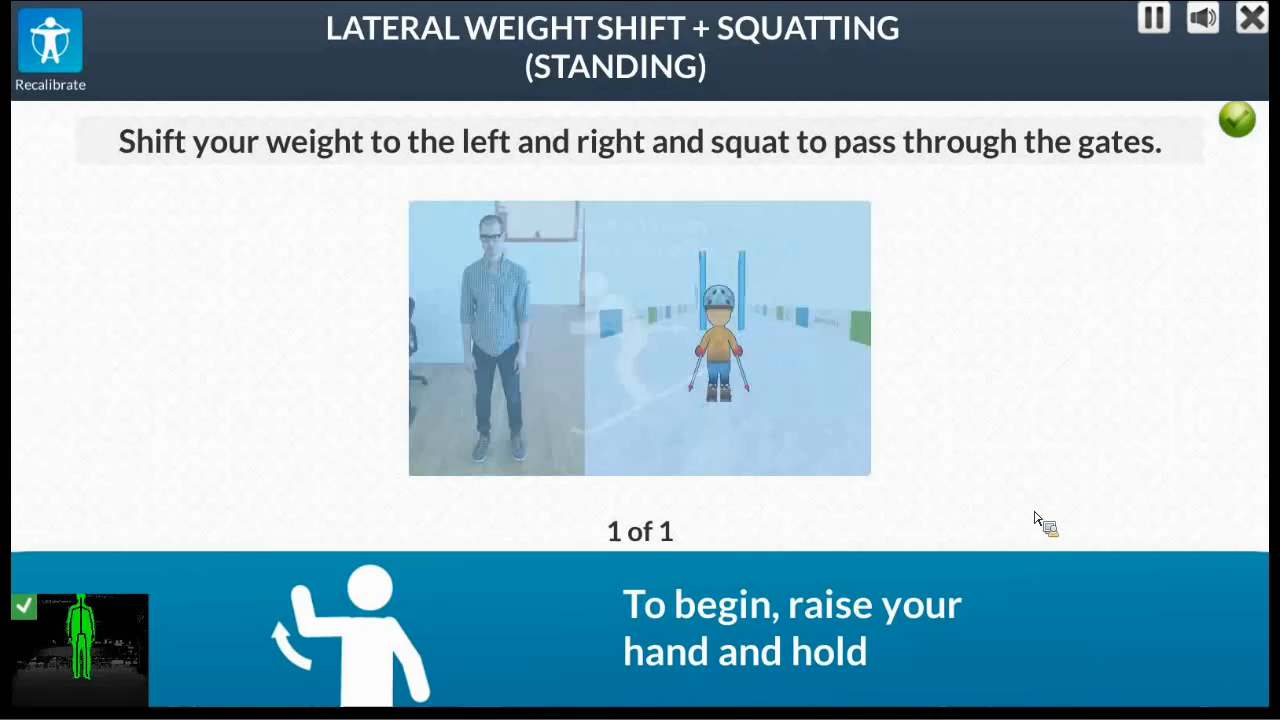 LATERAL WEIGHT SHIFT + SQUATTING
(STANDING)
Recalibrate
Shift your weight to the left and right and squat to pass through the gates.
1 of 1
To begin, raise your
hand and hold